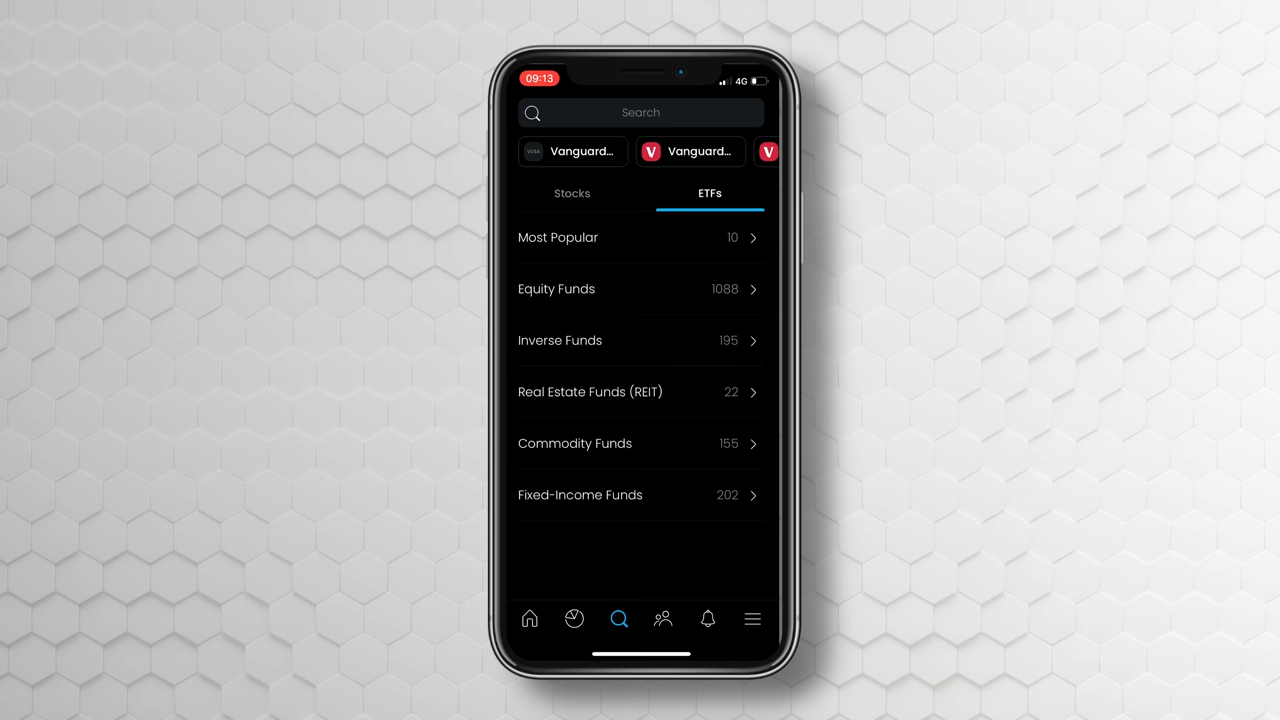 09:13 4G
Search
VUSA Vanguard... V Vanguard... V
Stocks ETFs
Most Popular 10
Equity Funds 1088
Inverse Funds 195
Real Estate Funds (REIT) 22
Commodity Funds 155
Fixed-Income Funds 202